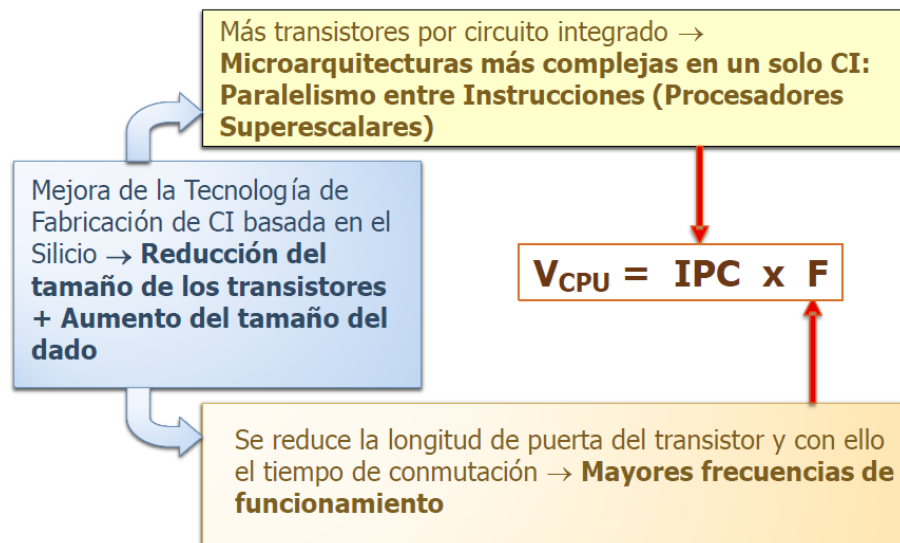 Más transistores por circuito integrado →
Microarquitecturas más complejas en un solo CI:
Paralelismo entre Instrucciones (Procesadores
Superescalares)
Mejora de la Tecnología de
Fabricación de CI basada en el
Silicio → Reducción del
tamaño de los transistores
+ Aumento del tamaño del
dado
V_CPU = IPC x F
Se reduce la longitud de puerta del transistor y con ello
el tiempo de conmutación → Mayores frecuencias de
funcionamiento